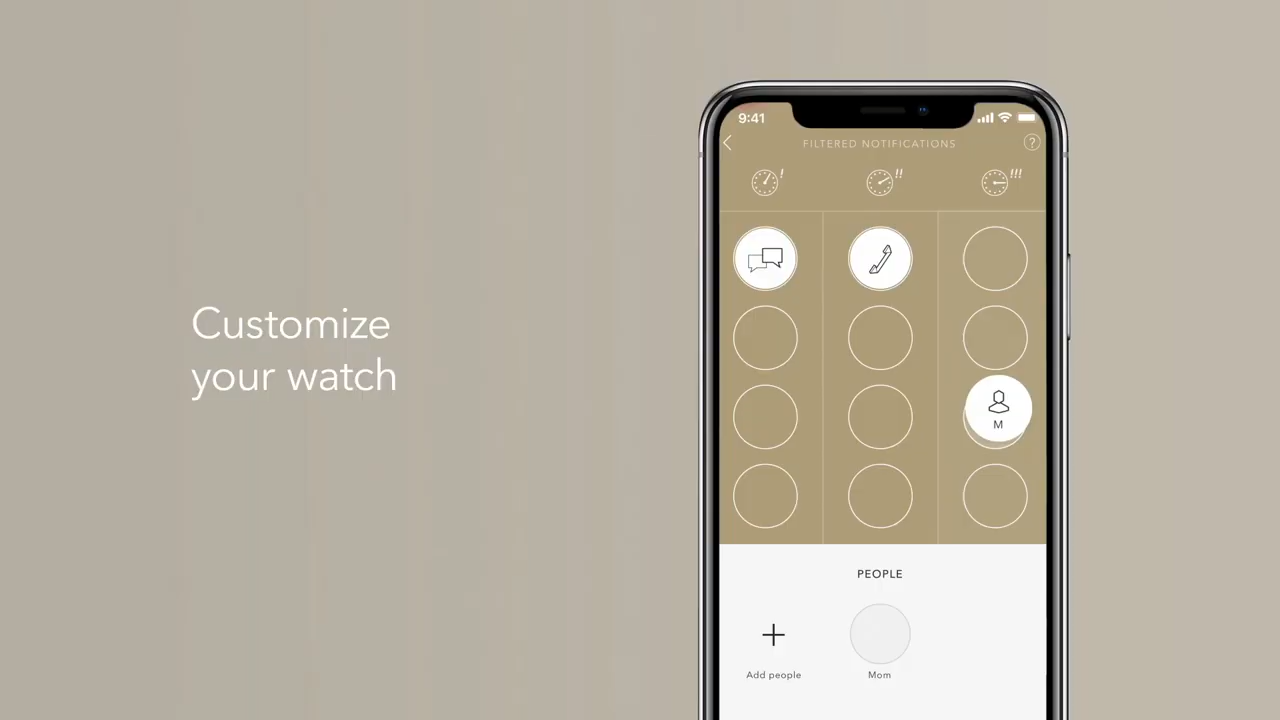 Customize
your watch
9:41
FILTERED NOTIFICATIONS
?
!
!!
!!!
M
PEOPLE
Add people
Mom